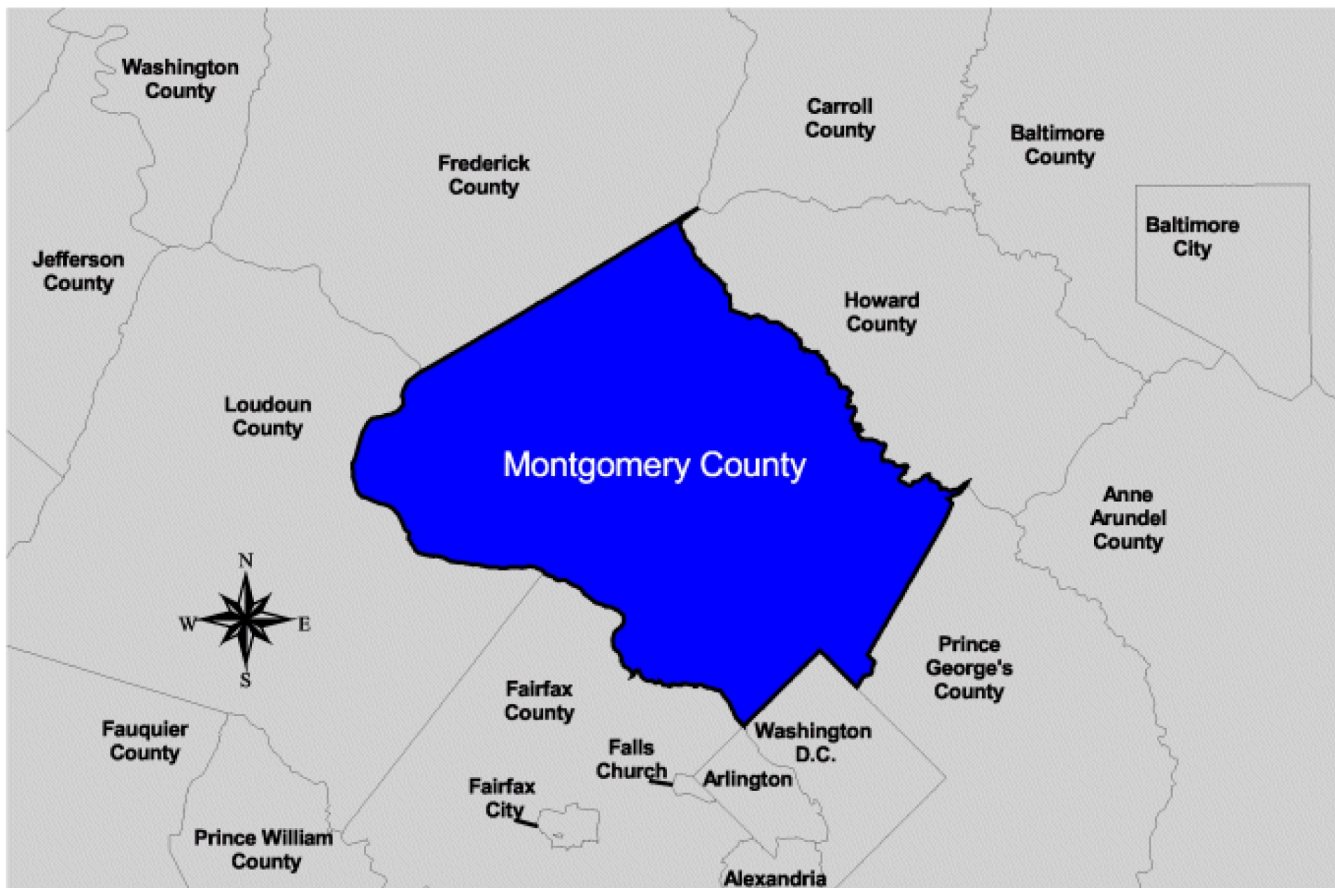 Washington
County
Carroll
County
Baltimore
County
Frederick
County
Baltimore
City
Jefferson
County
Howard
County
Loudoun
County
Montgomery County
Anne
Arundel
County
N
W
E
S
Prince
George's
County
Fairfax
County
Fauquier
County
Washington
D.C.
Falls
Church
Arlington
Fairfax
City
Prince William
County
Alexandria